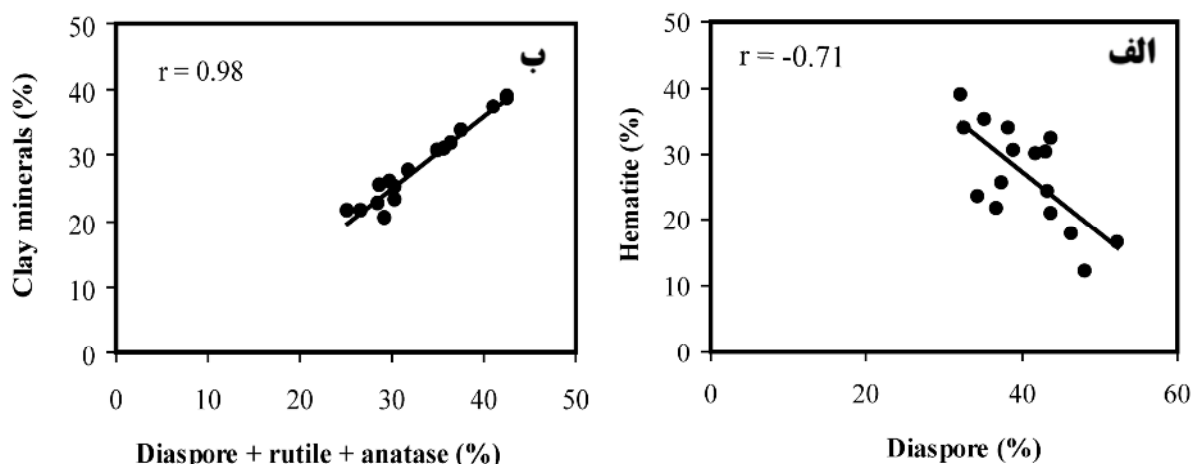 ب
r = 0.98
Clay minerals (%)
50
40
30
20
10
0
0 10 20 30 40 50
Diaspore + rutile + anatase (%)
الف
r = -0.71
Hematite (%)
50
40
30
20
10
0
0 20 40 60
Diaspore (%)